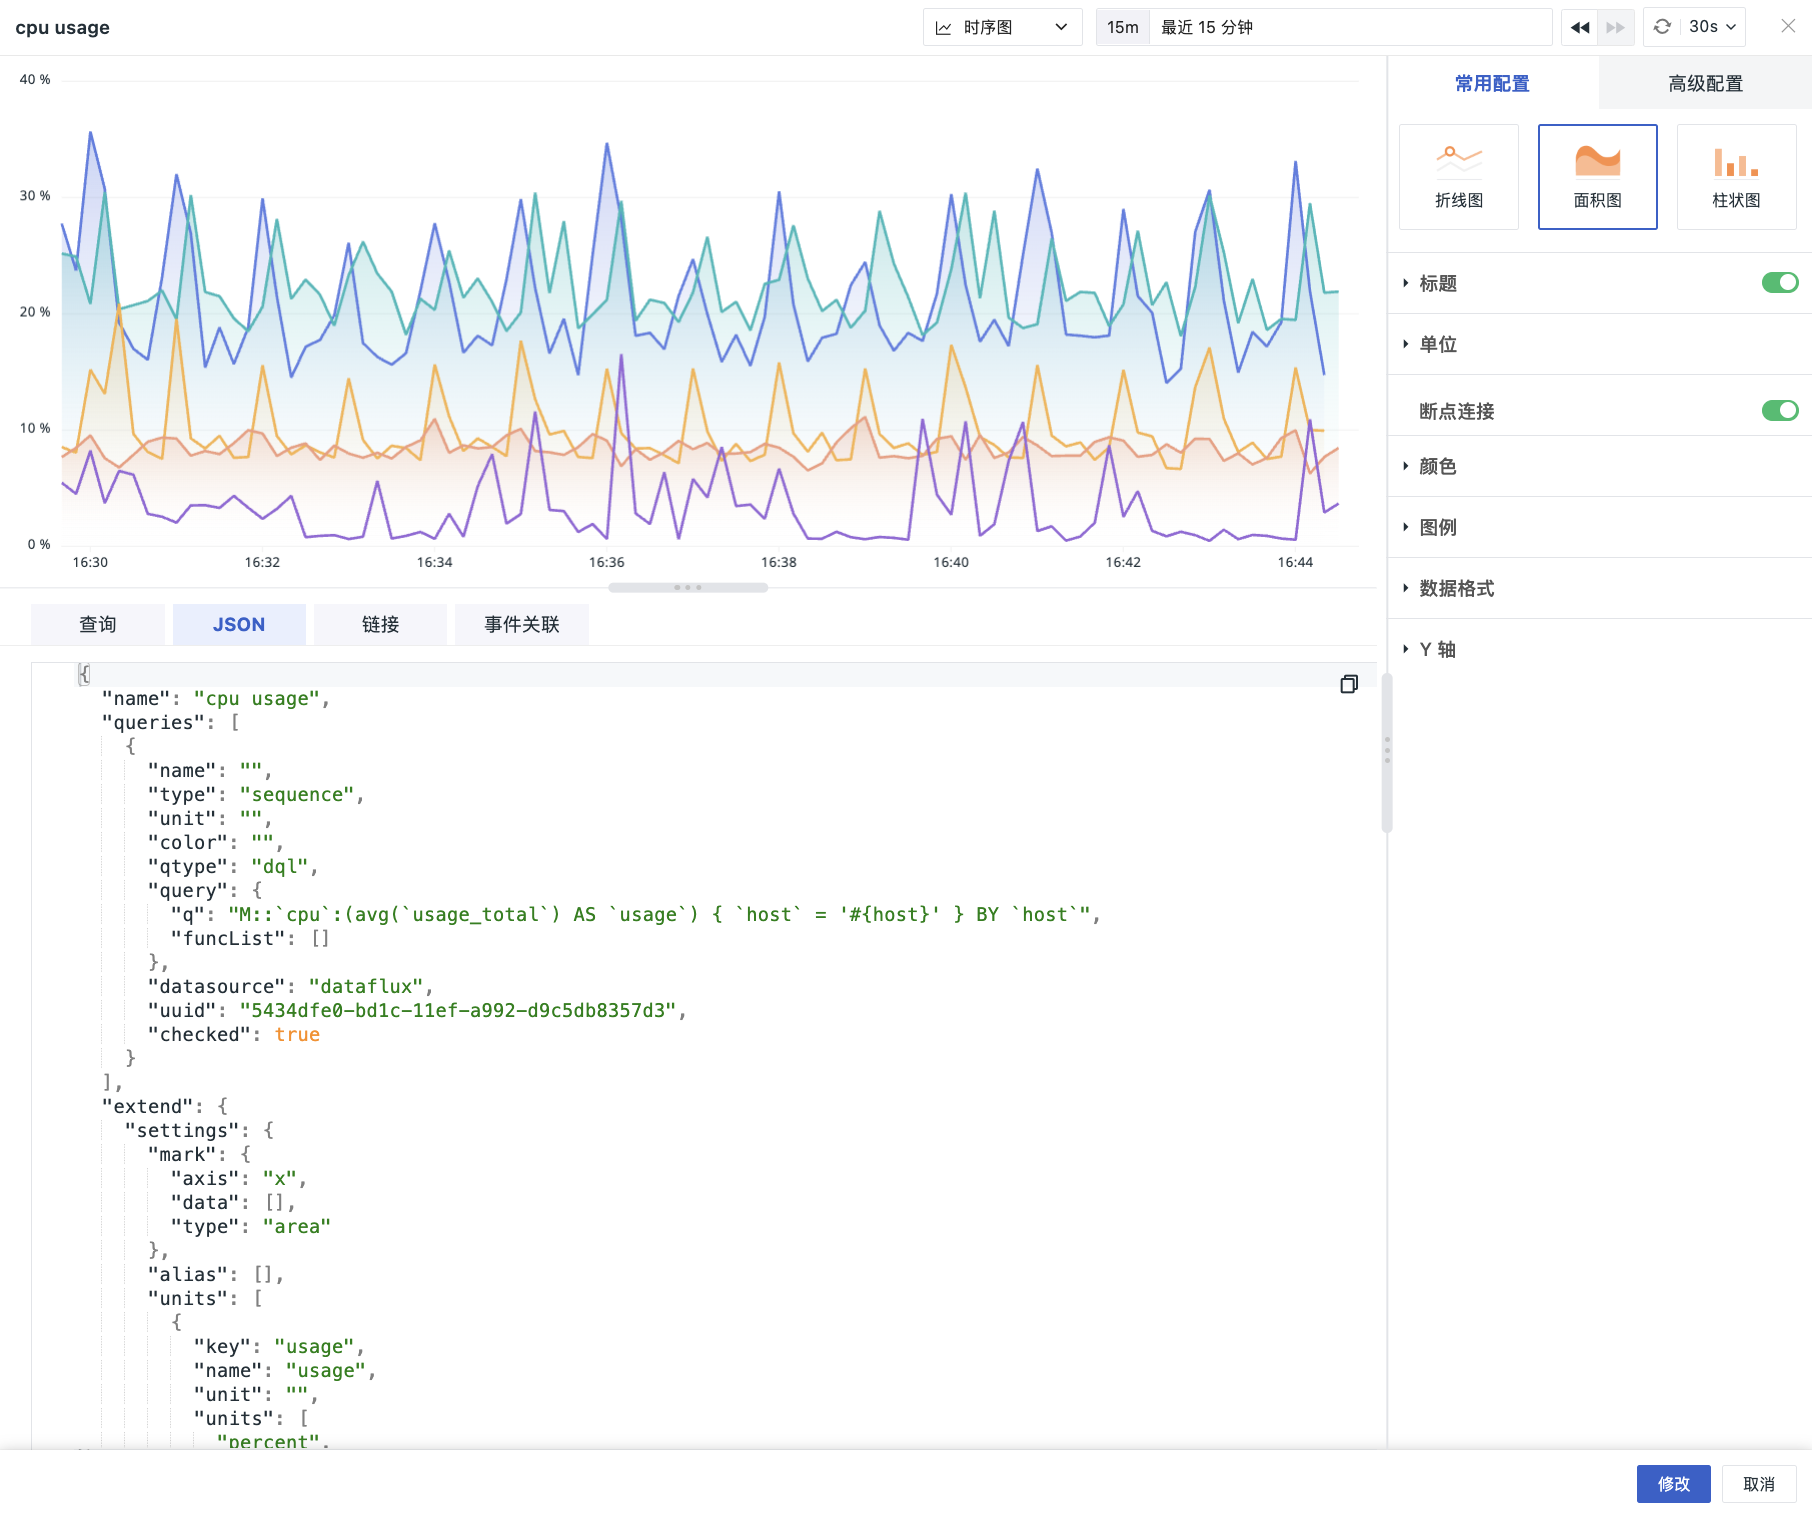 cpu usage
时序图
15m 最近 15 分钟
30s
40 %
30 %
20 %
10 %
0 %
16:30 16:32 16:34 16:36 16:38 16:40 16:42 16:44
常用配置 高级配置
折线图 面积图 柱状图
标题
单位
断点连接
颜色
图例
数据格式
Y 轴
查询 JSON 链接 事件关联
{
"name": "cpu usage",
"queries": [
{
"name": "",
"type": "sequence",
"unit": "",
"color": "",
"qtype": "dql",
"query": {
"q": "M::`cpu`:(avg(`usage_total`) AS `usage`) { `host` = '#{host}' } BY `host`",
"funcList": []
},
"datasource": "dataflux",
"uuid": "5434dfe0-bd1c-11ef-a992-d9c5db8357d3",
"checked": true
}
],
"extend": {
"settings": {
"mark": {
"axis": "x",
"data": [],
"type": "area"
},
"alias": [],
"units": [
{
"key": "usage",
"name": "usage",
"unit": "",
"units": [
"percent",
修改 取消